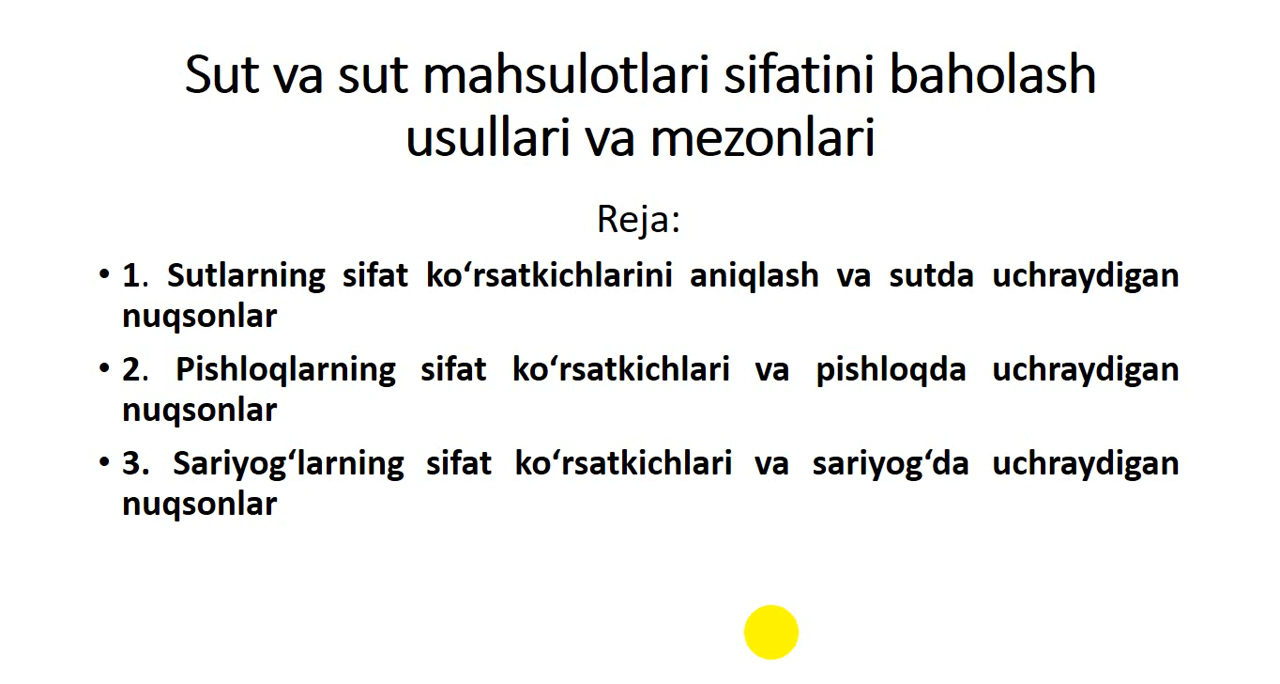 Sut va sut mahsulotlari sifatini baholash
usullari va mezonlari
Reja:
• 1. Sutlarning sifat ko‘rsatkichlarini aniqlash va sutda uchraydigan
nuqsonlar
• 2. Pishloqlarning sifat ko‘rsatkichlari va pishloqda uchraydigan
nuqsonlar
• 3. Sariyog‘larning sifat ko‘rsatkichlari va sariyog‘da uchraydigan
nuqsonlar